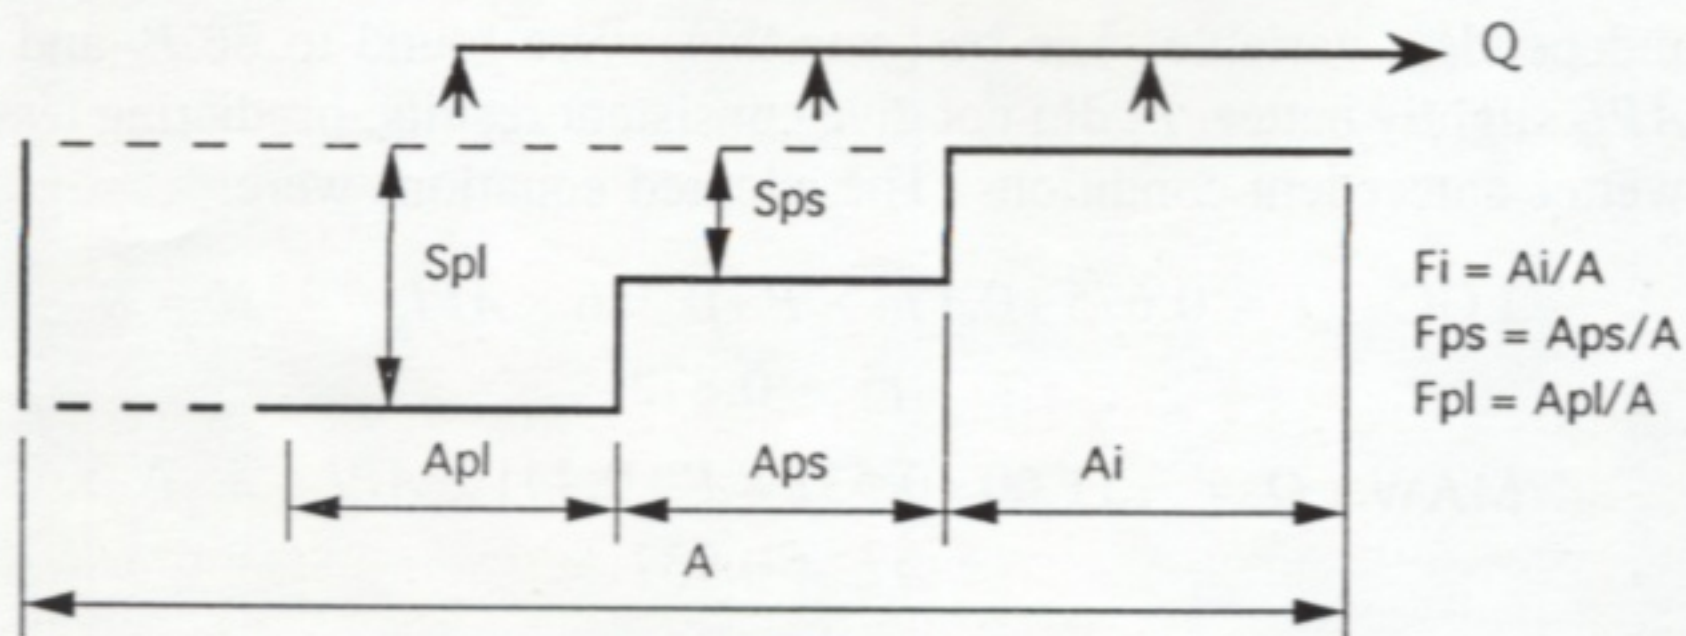 Q
Sps
Spl
Fi = Ai/A
Fps = Aps/A
Fpl = Apl/A
Apl Aps Ai
A